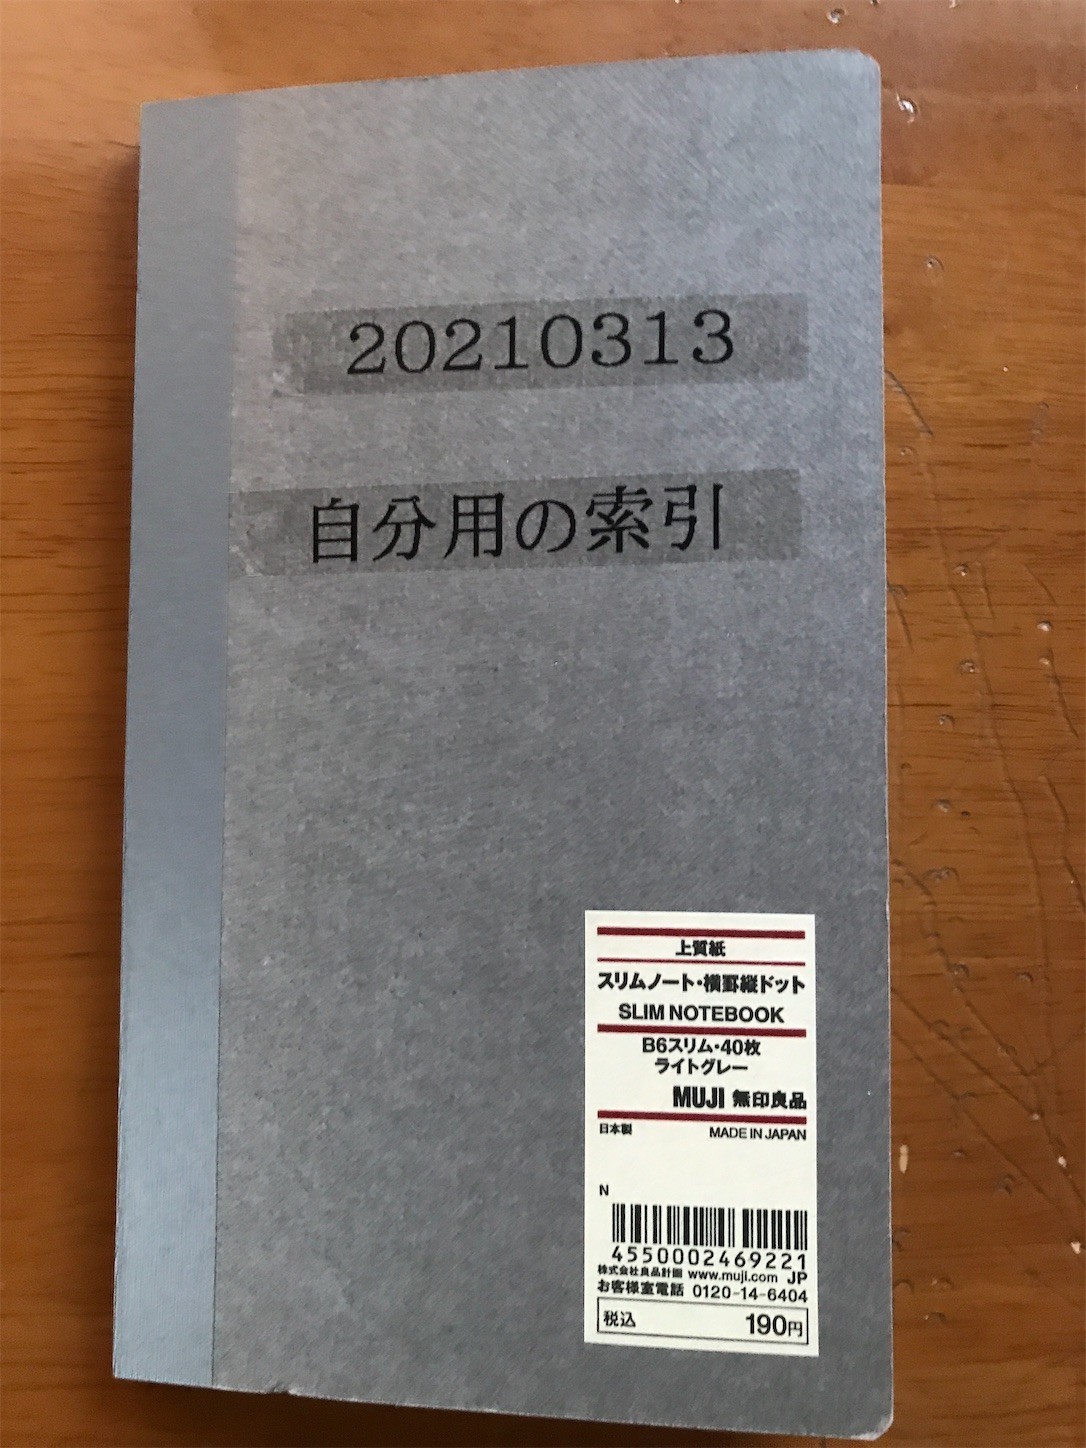 20210313
自分用の索引
上質紙
スリムノート・横罫縦ドット
SLIM NOTEBOOK
B6スリム・40枚
ライトグレー
MUJI 無印良品
日本製 MADE IN JAPAN
N
4550002469221
株式会社良品計画 www.muji.com JP
お客様室電話 0120-14-6404
税込 190円